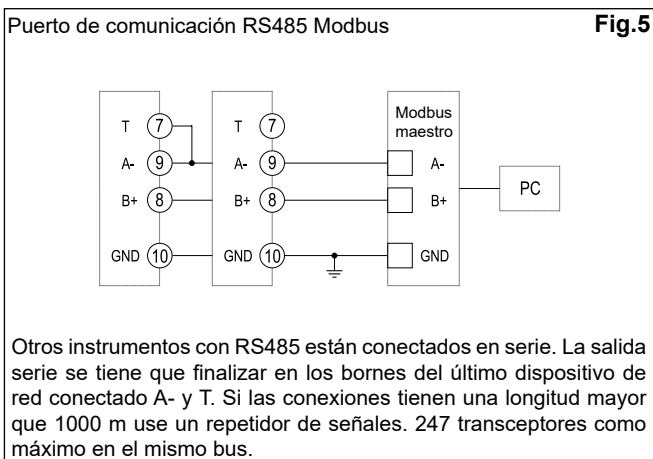 Puerto de comunicación RS485 Modbus Fig.5
T 7 T 7 Modbus
maestro
A- 9 A- 9 A-
B+ 8 B+ 8 B+ PC
GND 10 GND 10 GND
Otros instrumentos con RS485 están conectados en serie. La salida
serie se tiene que finalizar en los bornes del último dispositivo de
red conectado A- y T. Si las conexiones tienen una longitud mayor
que 1000 m use un repetidor de señales. 247 transceptores como
máximo en el mismo bus.